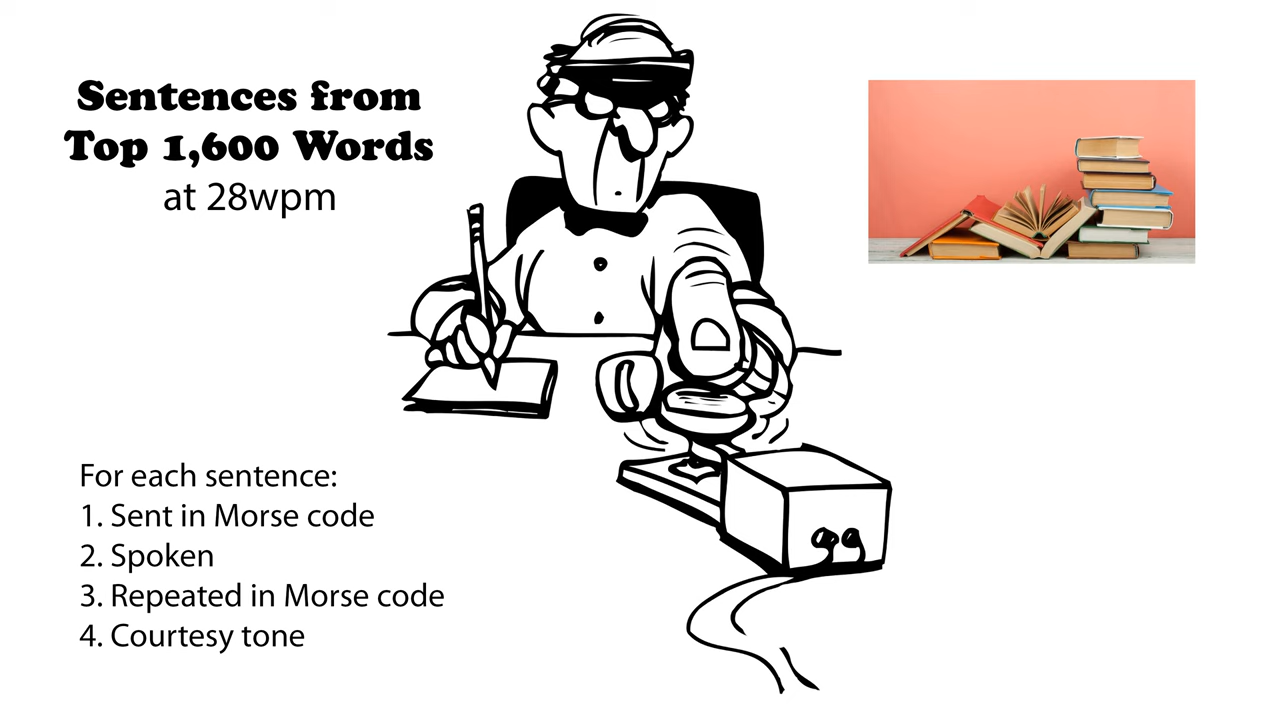 Sentences from
Top 1,600 Words
at 28wpm
For each sentence:
1. Sent in Morse code
2. Spoken
3. Repeated in Morse code
4. Courtesy tone